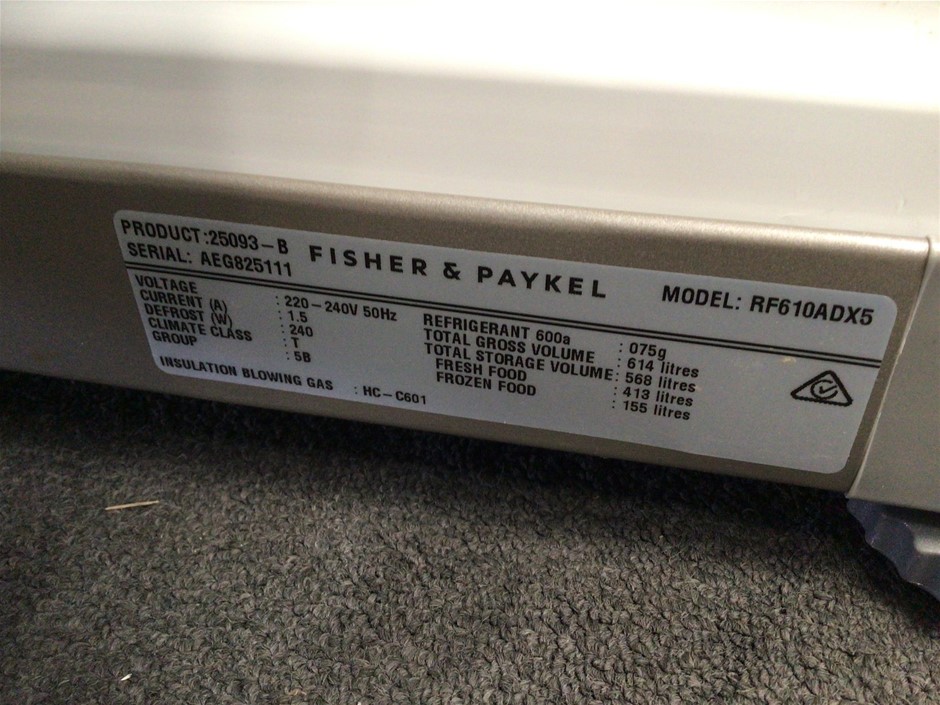 PRODUCT :25093-B FISHER & PAYKEL MODEL: RF610ADX5
SERIAL: AEG825111
VOLTAGE : 220-240V 50Hz
CURRENT (A) : 1.5
DEFROST (W) : 240
CLIMATE CLASS : T
GROUP : 5B
INSULATION BLOWING GAS : HC-C601
REFRIGERANT 600a : 075g
TOTAL GROSS VOLUME : 614 litres
TOTAL STORAGE VOLUME : 568 litres
FRESH FOOD : 413 litres
FROZEN FOOD : 155 litres